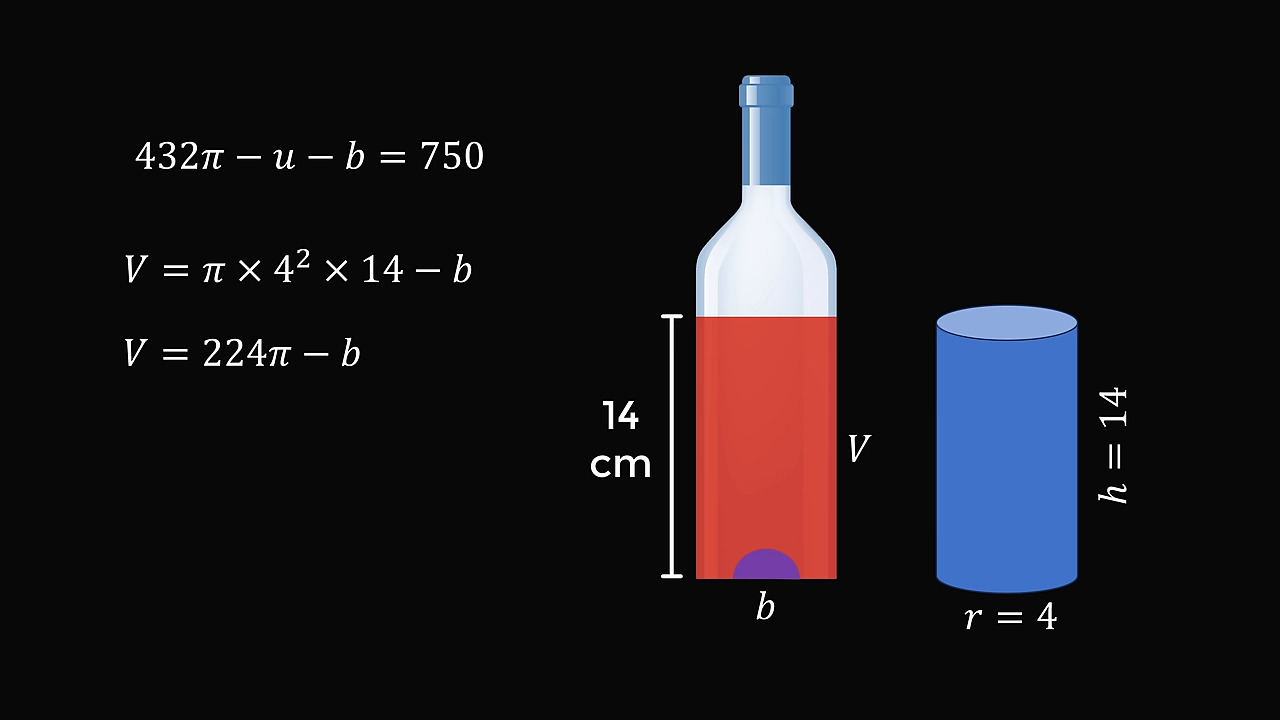 432π − u − b = 750
V = π × 4² × 14 − b
V = 224π − b
14
cm
V
h = 14
b
r = 4